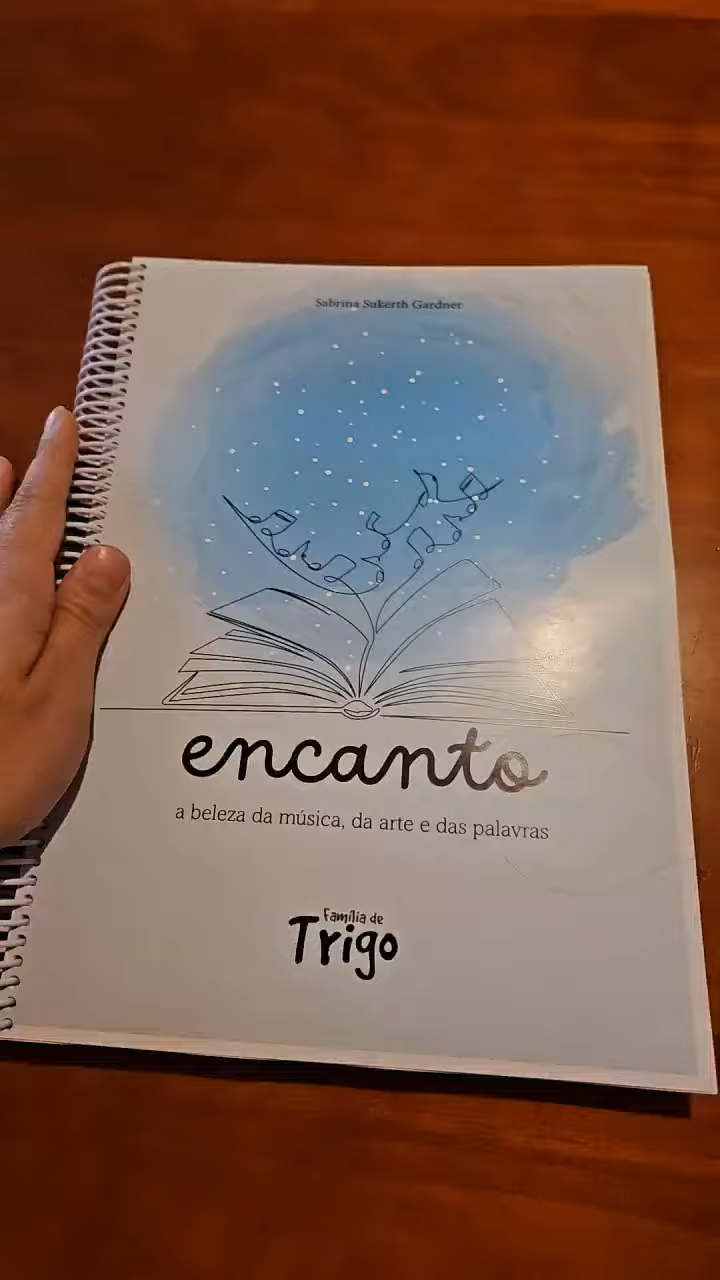 Sabrina Sukerth Gardner
encanto
a beleza da música, da arte e das palavras
Família de
Trigo